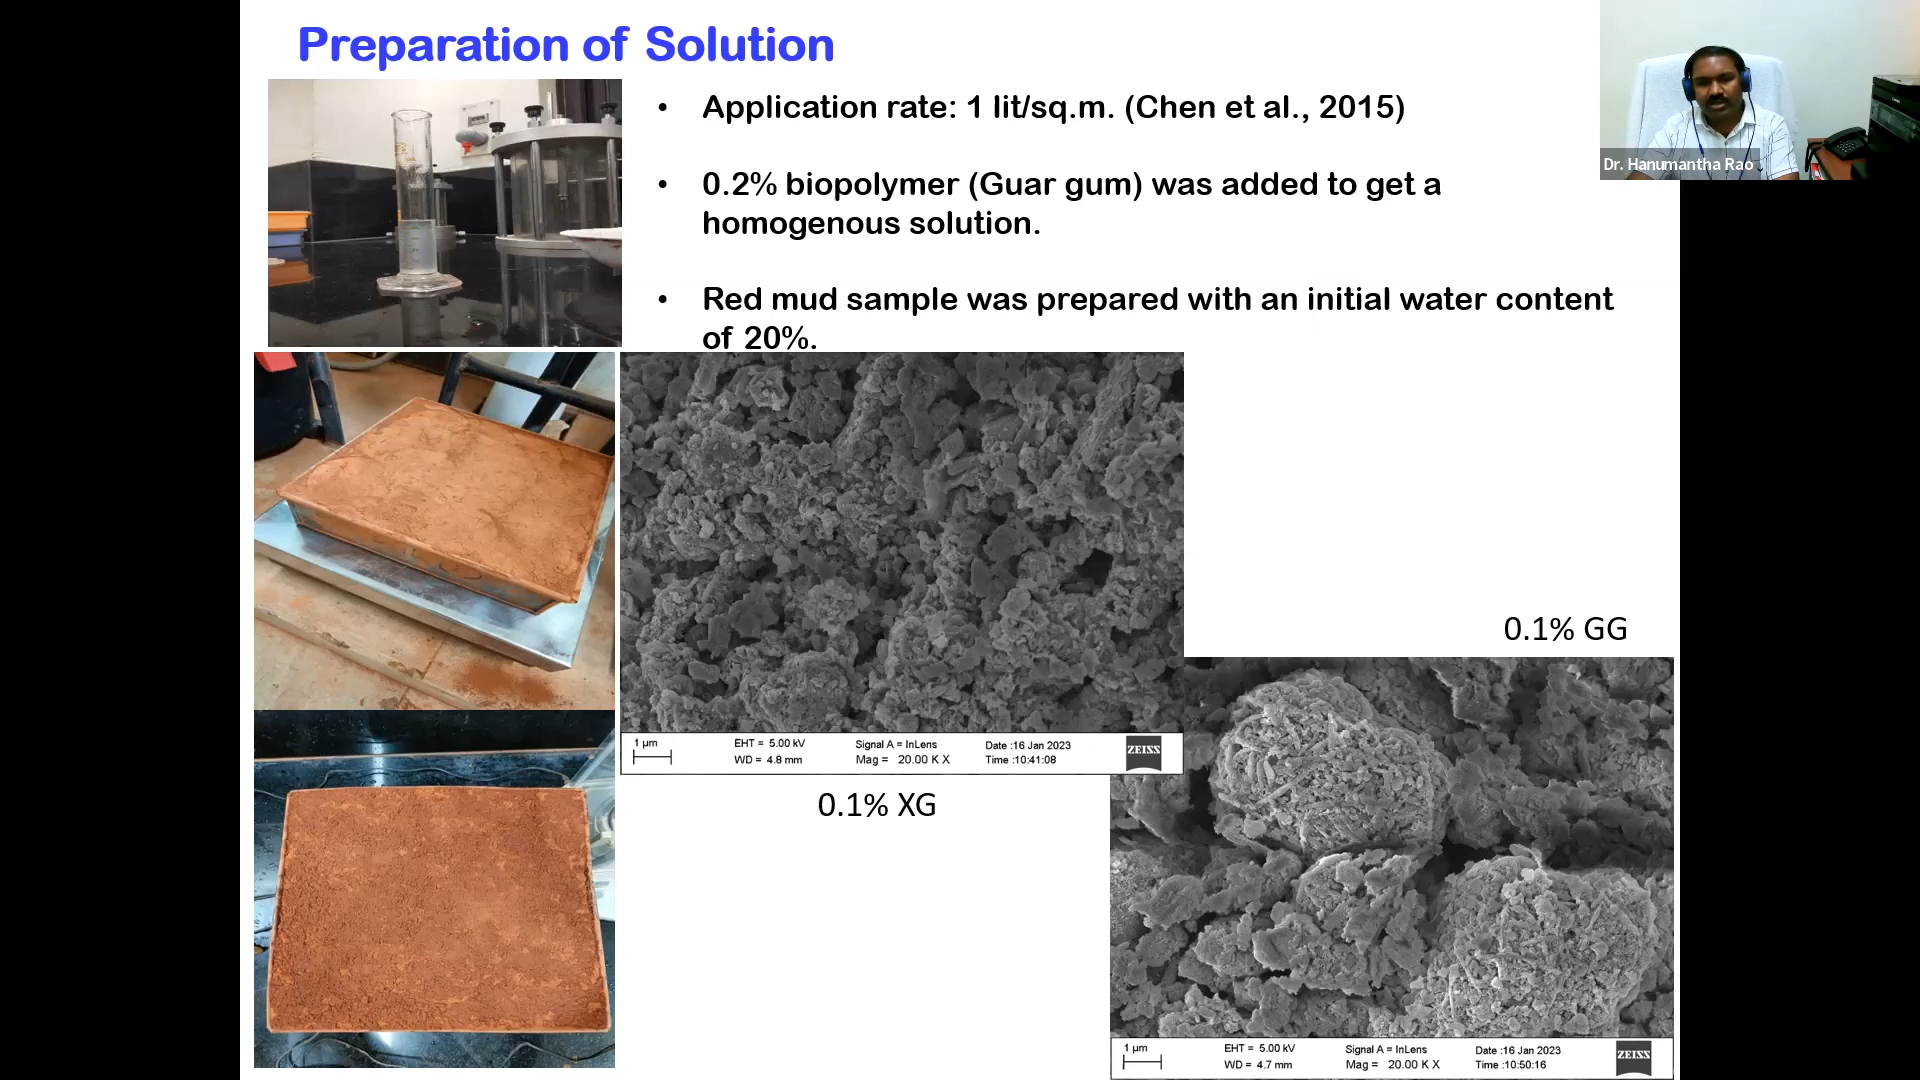 Preparation of Solution
• Application rate: 1 lit/sq.m. (Chen et al., 2015)
Dr. Hanumantha Rao
• 0.2% biopolymer (Guar gum) was added to get a
homogenous solution.
• Red mud sample was prepared with an initial water content
of 20%.
0.1% GG
1 µm
EHT = 5.00 kV
WD = 4.8 mm
Signal A = InLens
Mag = 20.00 K X
Date :16 Jan 2023
Time :10:41:08
ZEISS
0.1% XG
1 µm
EHT = 5.00 kV
WD = 4.7 mm
Signal A = InLens
Mag = 20.00 K X
Date :16 Jan 2023
Time :10:50:16
ZEISS